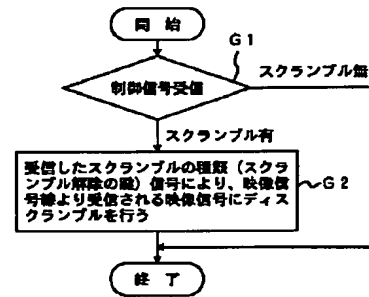 開 始
G1
制御信号受信
スクランブル無
スクランブル有
受信したスクランブルの種類(スクラ
ンブル解除の鍵)信号により、映像信
号線より受信される映像信号にディス
クランブルを行う
G2
終 了